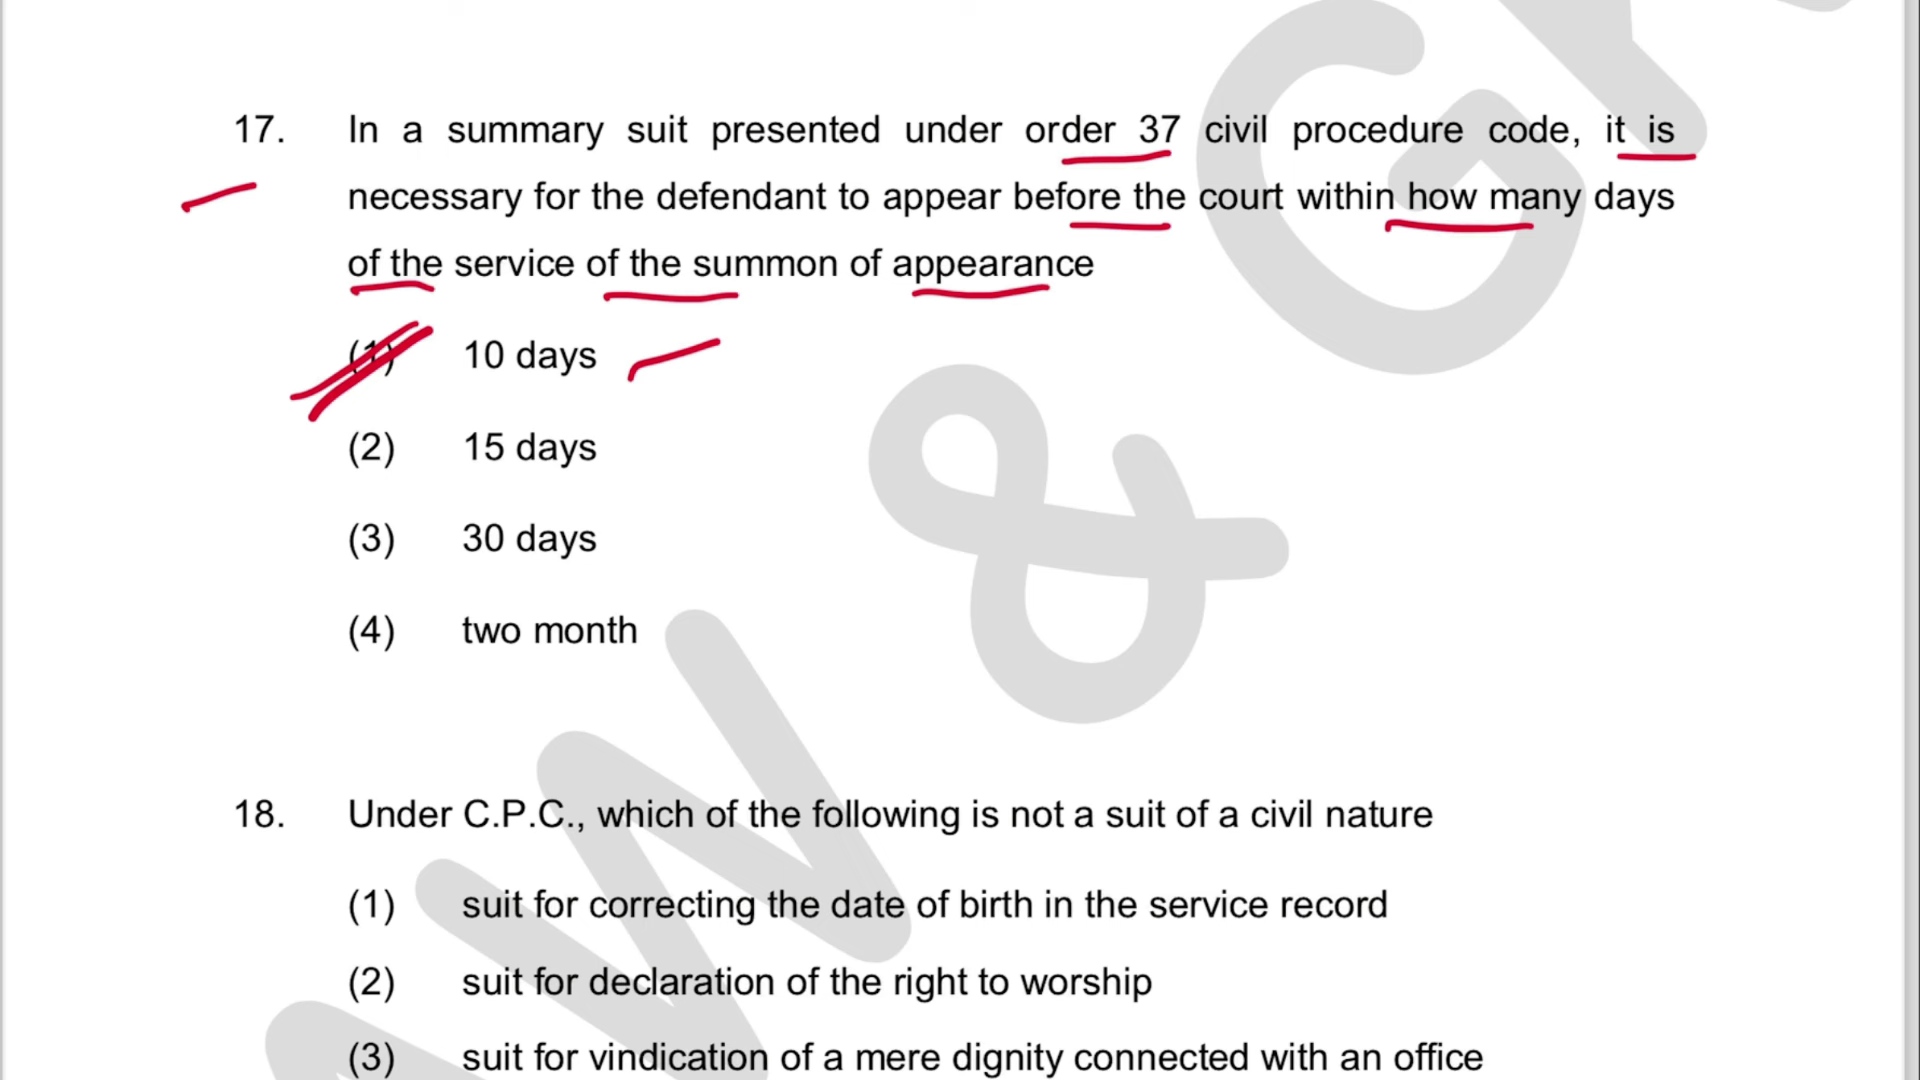 17. In a summary suit presented under order 37 civil procedure code, it is
necessary for the defendant to appear before the court within how many days
of the service of the summon of appearance
(1) 10 days
(2) 15 days
(3) 30 days
(4) two month
18. Under C.P.C., which of the following is not a suit of a civil nature
(1) suit for correcting the date of birth in the service record
(2) suit for declaration of the right to worship
(3) suit for vindication of a mere dignity connected with an office